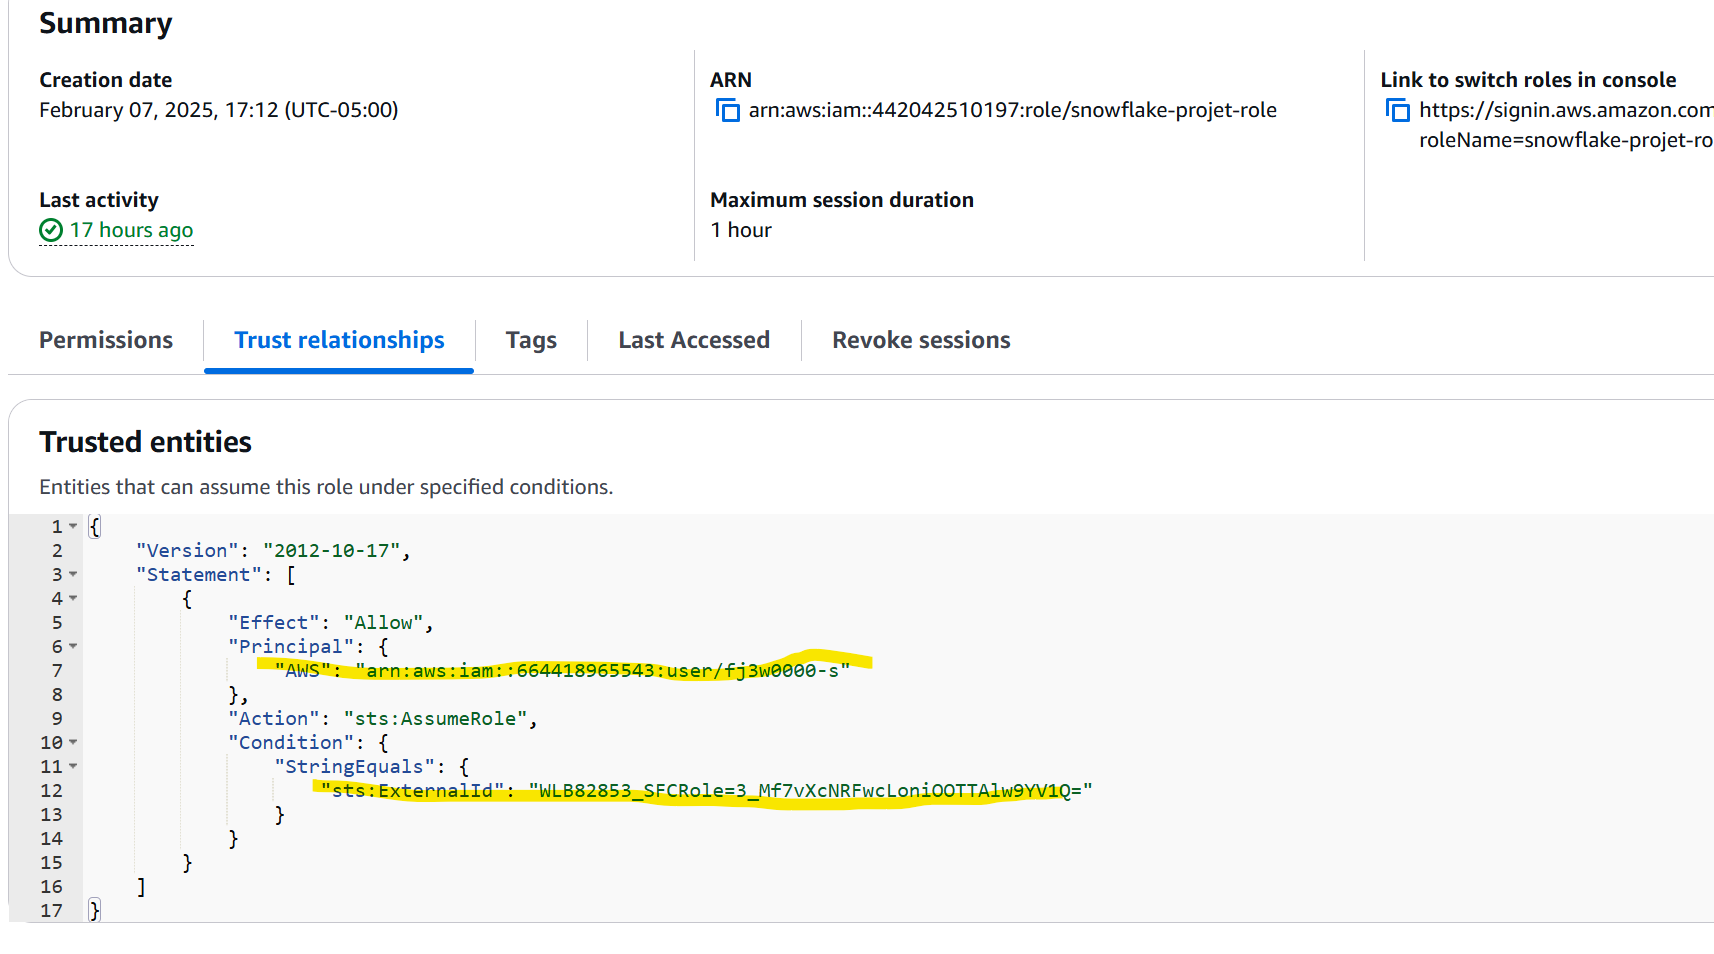 Summary
Creation date
February 07, 2025, 17:12 (UTC-05:00)
ARN
arn:aws:iam::442042510197:role/snowflake-projet-role
Link to switch roles in console
https://signin.aws.amazon.com
roleName=snowflake-projet-ro
Last activity
17 hours ago
Maximum session duration
1 hour
Permissions
Trust relationships
Tags
Last Accessed
Revoke sessions
Trusted entities
Entities that can assume this role under specified conditions.
1 {
2 "Version": "2012-10-17",
3 "Statement": [
4 {
5 "Effect": "Allow",
6 "Principal": {
7 "AWS": "arn:aws:iam::664418965543:user/fj3w0000-s"
8 },
9 "Action": "sts:AssumeRole",
10 "Condition": {
11 "StringEquals": {
12 "sts:ExternalId": "WLB82853_SFCRole=3_Mf7vXcNRFwcLoniOOTTAlw9YV1Q="
13 }
14 }
15 }
16 ]
17 }